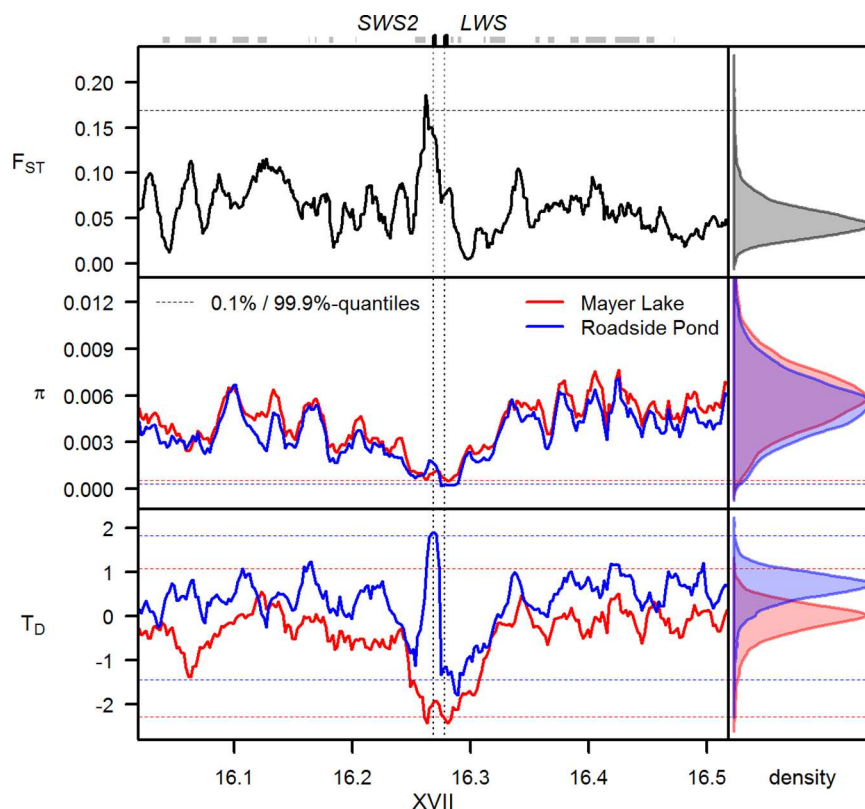 SWS2 LWS
0.20
0.15
F_ST
0.10
0.05
0.00
0.012
0.1% / 99.9%-quantiles
Mayer Lake
Roadside Pond
0.009
π
0.006
0.003
0.000
2
1
T_D
0
-1
-2
16.1 16.2 16.3 16.4 16.5 density
XVII